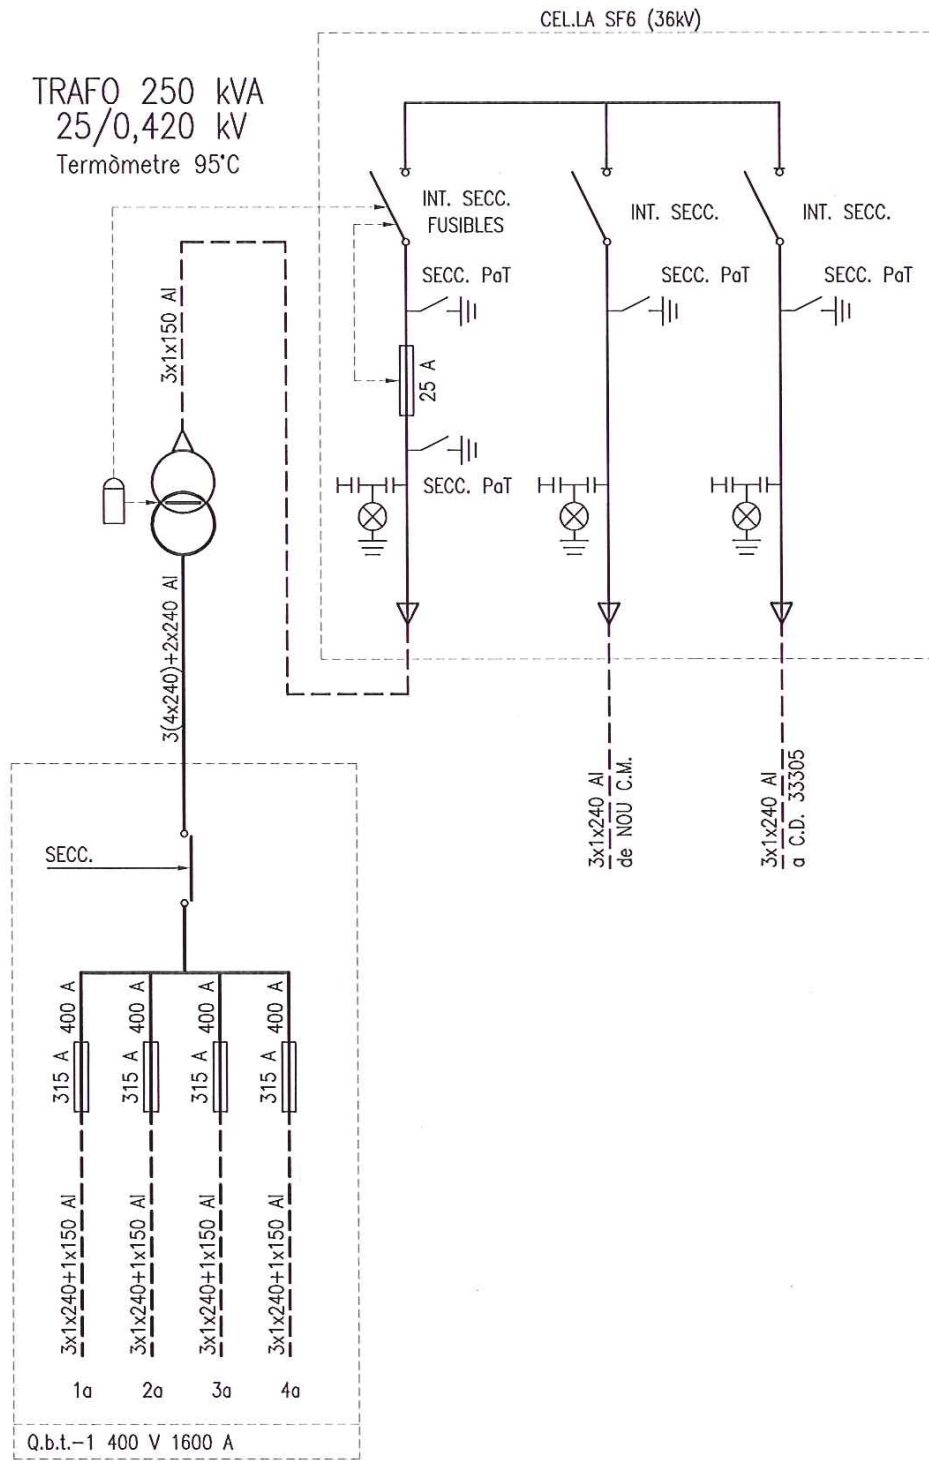 CEL.LA SF6 (36kV)
TRAFO 250 kVA
25/0,420 kV
Termòmetre 95°C
INT. SECC.
FUSIBLES
INT. SECC.
INT. SECC.
SECC. PaT
SECC. PaT
SECC. PaT
3x1x150 Al
25 A
SECC. PaT
3(4x240)+2x240 Al
3x1x240 Al
de NOU C.M.
3x1x240 Al
a C.D. 33305
SECC.
400 A
400 A
400 A
400 A
315 A
315 A
315 A
315 A
3x1x240+1x150 Al
3x1x240+1x150 Al
3x1x240+1x150 Al
3x1x240+1x150 Al
1a
2a
3a
4a
Q.b.t.-1 400 V 1600 A